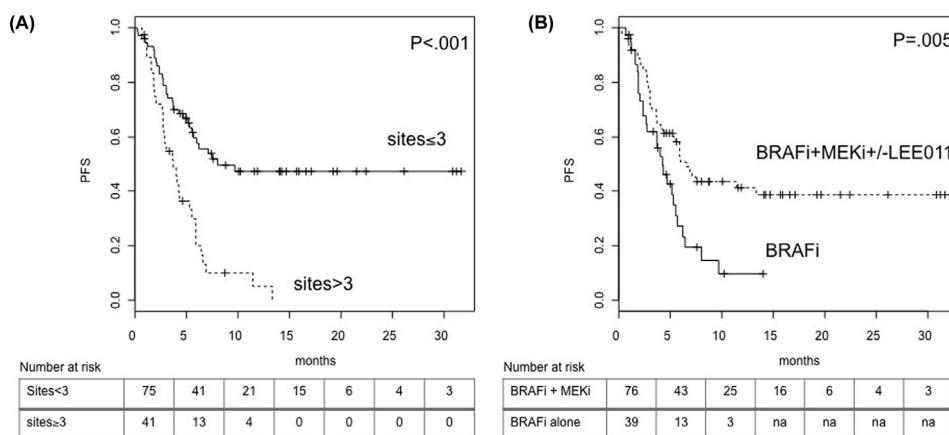 (A)
P<.001
sites≤3
sites>3
PFS
1.0
0.8
0.6
0.4
0.2
0.0
0 5 10 15 20 25 30
months
Number at risk
Sites<3 75 41 21 15 6 4 3
sites≥3 41 13 4 0 0 0 0
(B)
P=.005
BRAFi+MEKi+/-LEE011
BRAFi
PFS
1.0
0.8
0.6
0.4
0.2
0.0
0 5 10 15 20 25 30
months
Number at risk
BRAFi + MEKi 76 43 25 16 6 4 3
BRAFi alone 39 13 3 na na na na